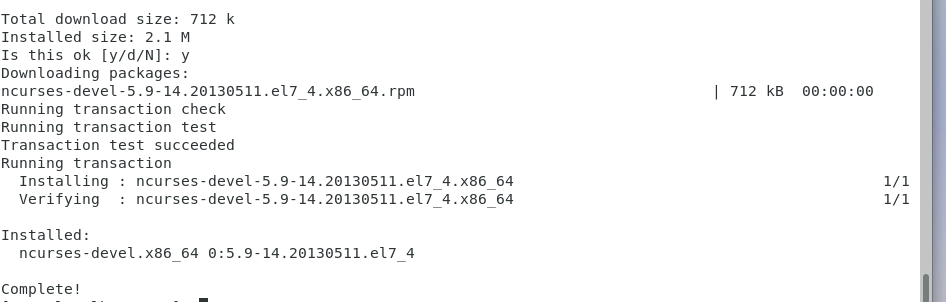 Total download size: 712 k
Installed size: 2.1 M
Is this ok [y/d/N]: y
Downloading packages:
ncurses-devel-5.9-14.20130511.el7_4.x86_64.rpm | 712 kB 00:00:00
Running transaction check
Running transaction test
Transaction test succeeded
Running transaction
Installing : ncurses-devel-5.9-14.20130511.el7_4.x86_64 1/1
Verifying : ncurses-devel-5.9-14.20130511.el7_4.x86_64 1/1
Installed:
ncurses-devel.x86_64 0:5.9-14.20130511.el7_4
Complete!